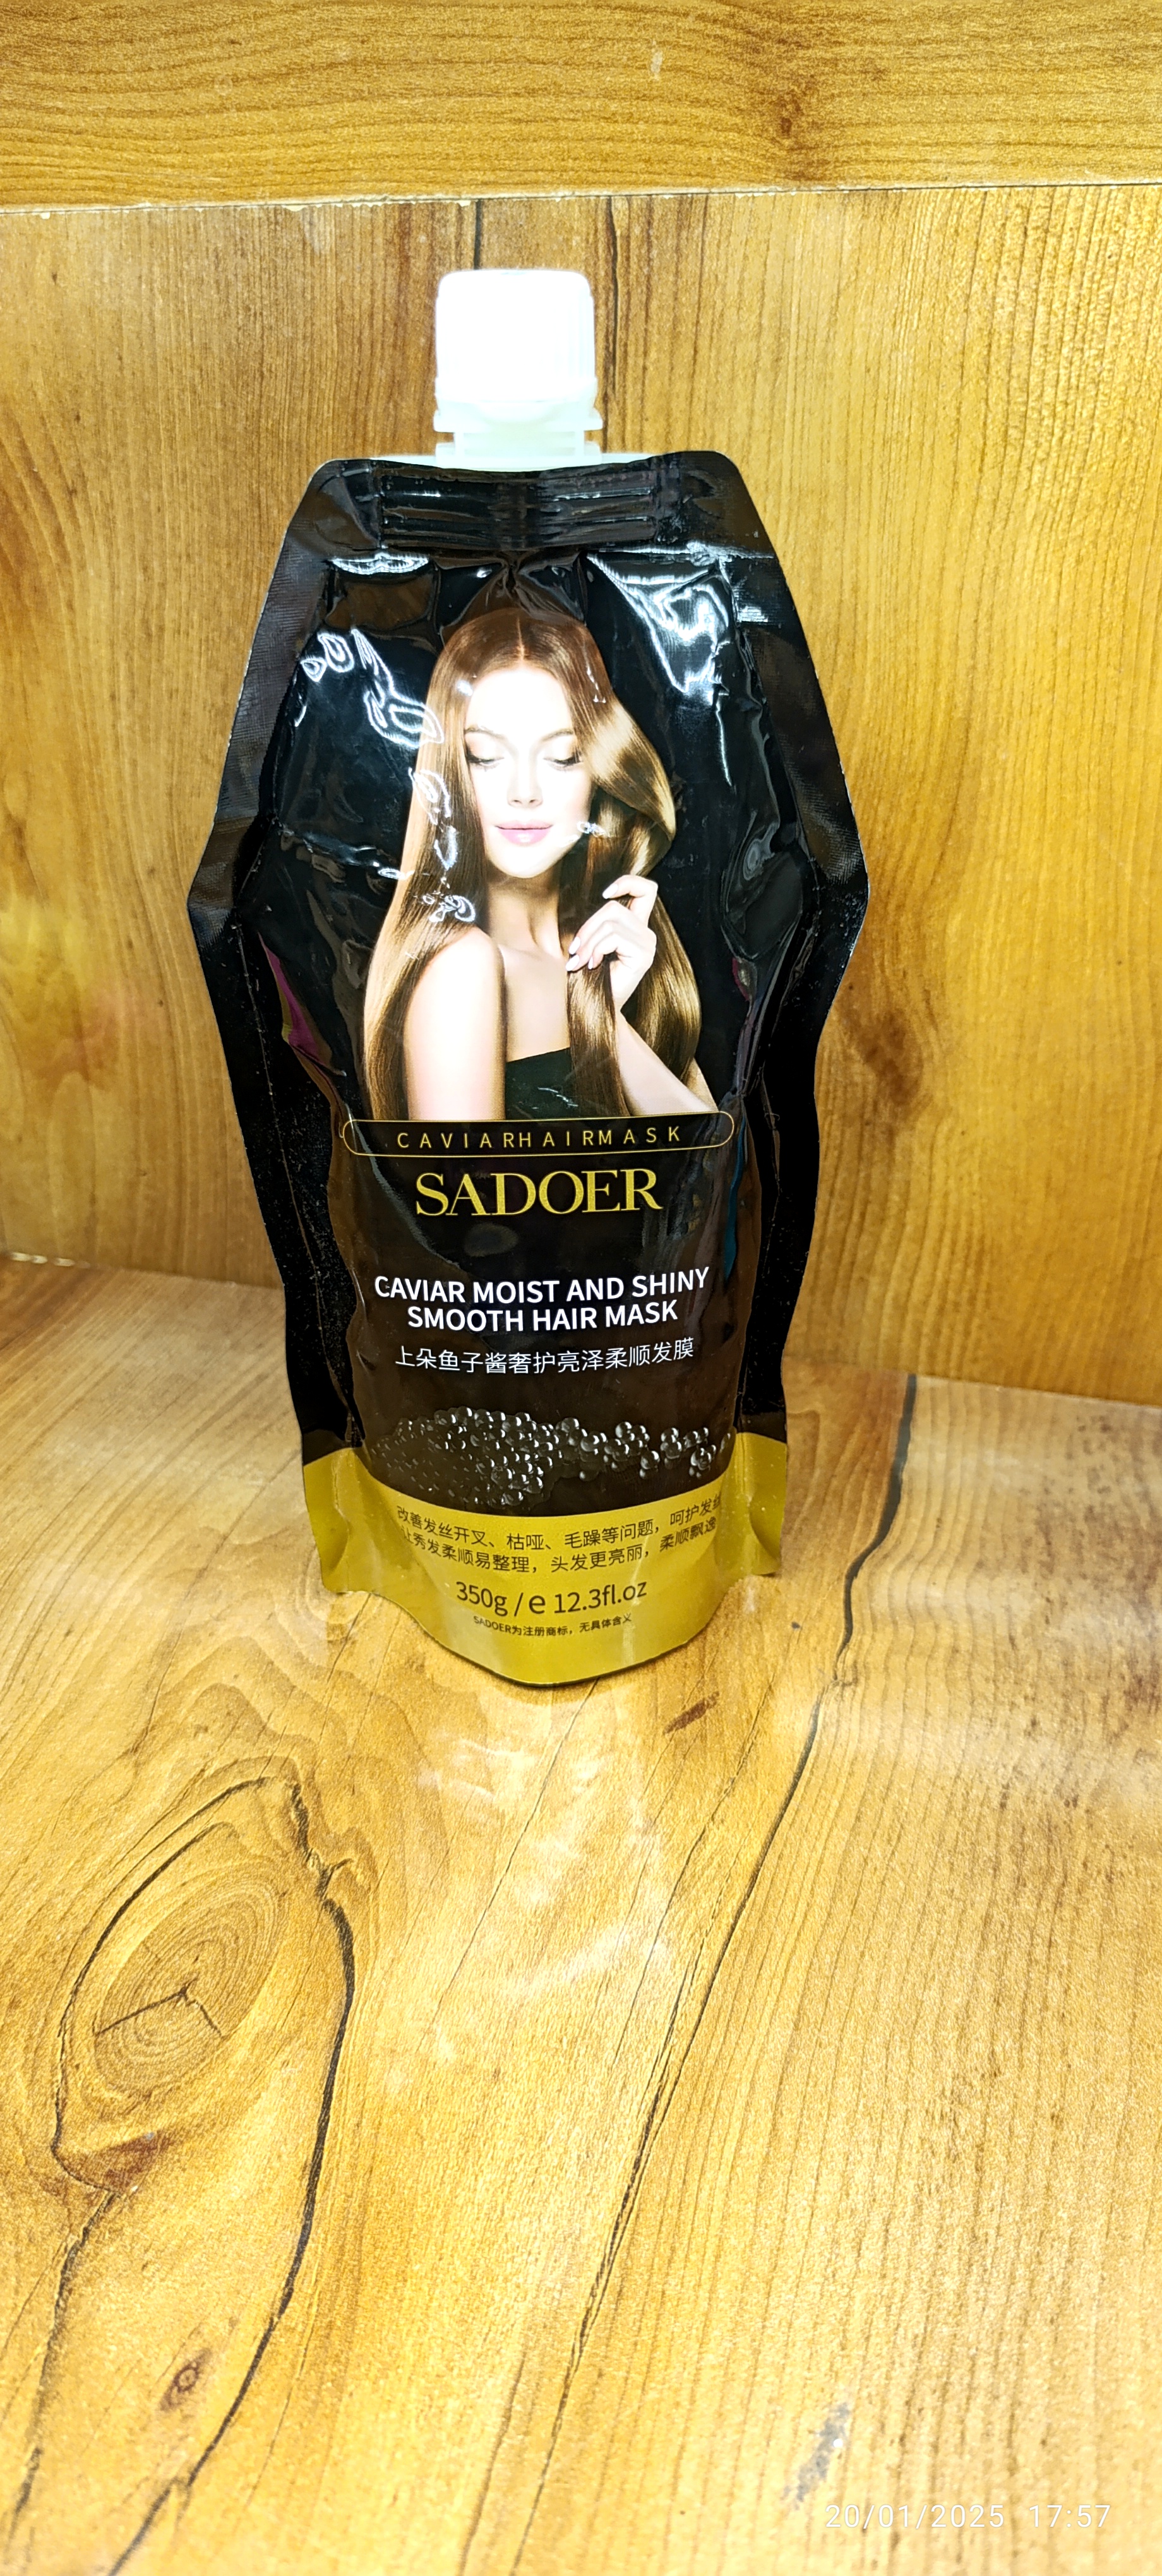 CAVIARHAIRMASK
SADOER
CAVIAR MOIST AND SHINY
SMOOTH HAIR MASK
上朵鱼子酱奢护亮泽柔顺发膜
改善发丝开叉、枯哑、毛躁等问题，呵护发丝
让秀发柔顺易整理，头发更亮丽，柔顺飘逸
350g / e 12.3fl.oz
SADOER为注册商标，无具体含义
20/01/2025 17:57